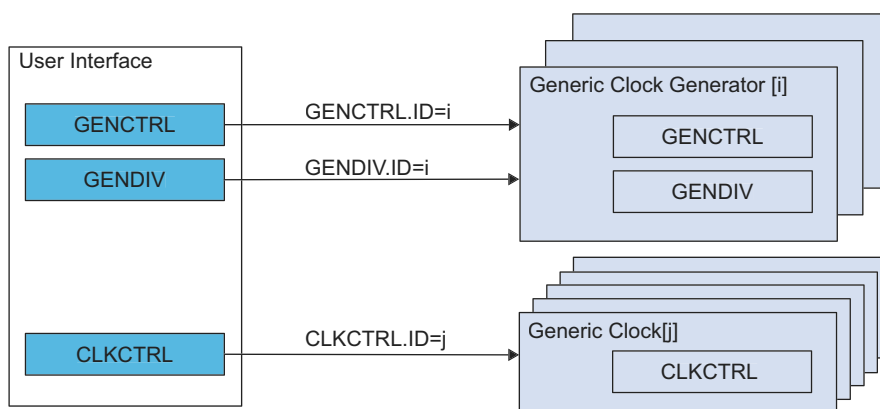 User Interface
GENCTRL
GENDIV
CLKCTRL
GENCTRL.ID=i
GENDIV.ID=i
CLKCTRL.ID=j
Generic Clock Generator [i]
GENCTRL
GENDIV
Generic Clock[j]
CLKCTRL